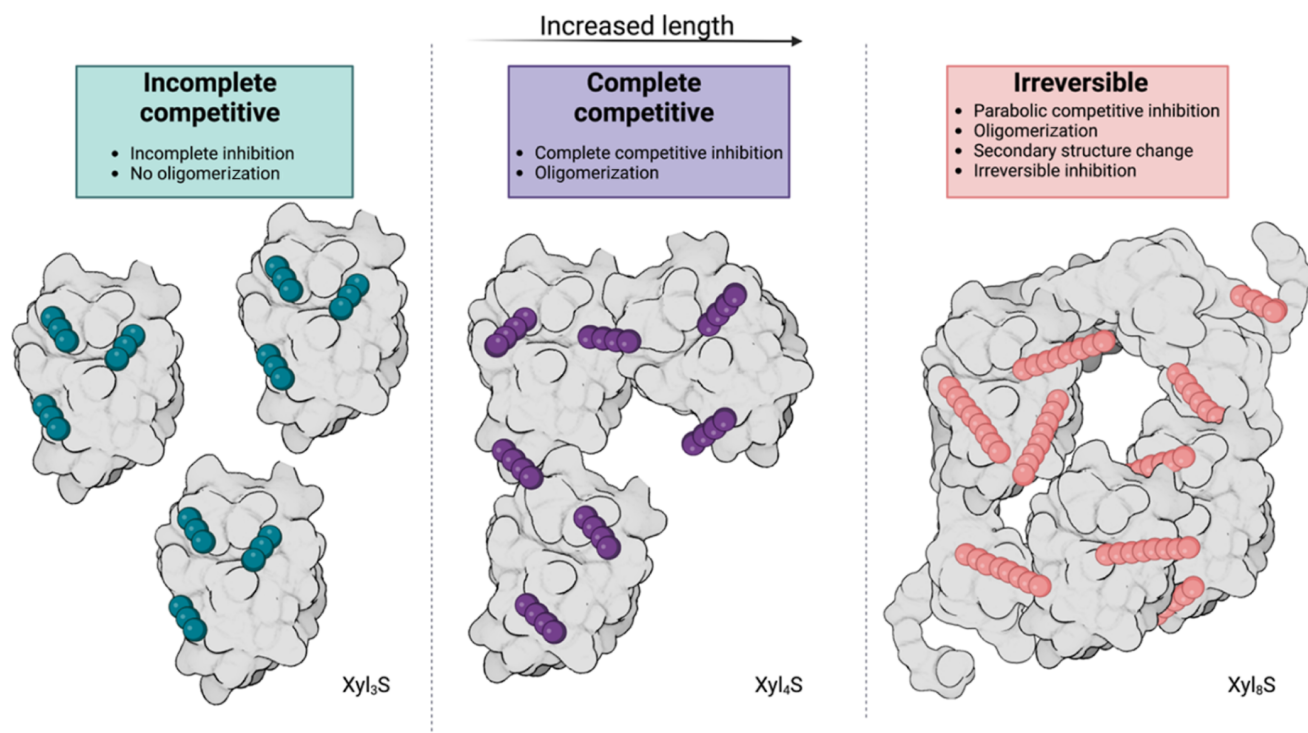 Increased length
Incomplete
competitive
• Incomplete inhibition
• No oligomerization
Complete
competitive
• Complete competitive inhibition
• Oligomerization
Irreversible
• Parabolic competitive inhibition
• Oligomerization
• Secondary structure change
• Irreversible inhibition
Xyl₃S
Xyl₄S
Xyl₈S